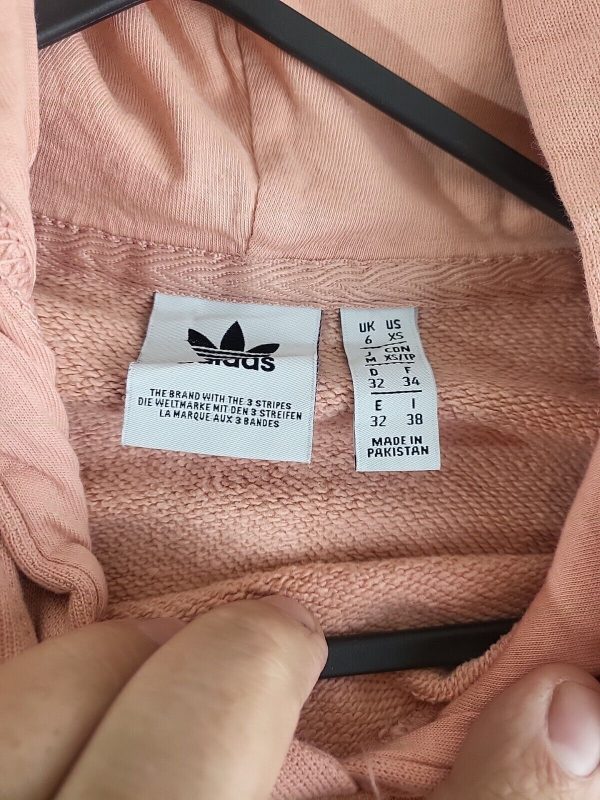 adidas
THE BRAND WITH THE 3 STRIPES
DIE WELTMARKE MIT DEN 3 STREIFEN
LA MARQUE AUX 3 BANDES
UK US
6 XS
J CDN
M XS/TP
D F
32 34
E I
32 38
MADE IN
PAKISTAN